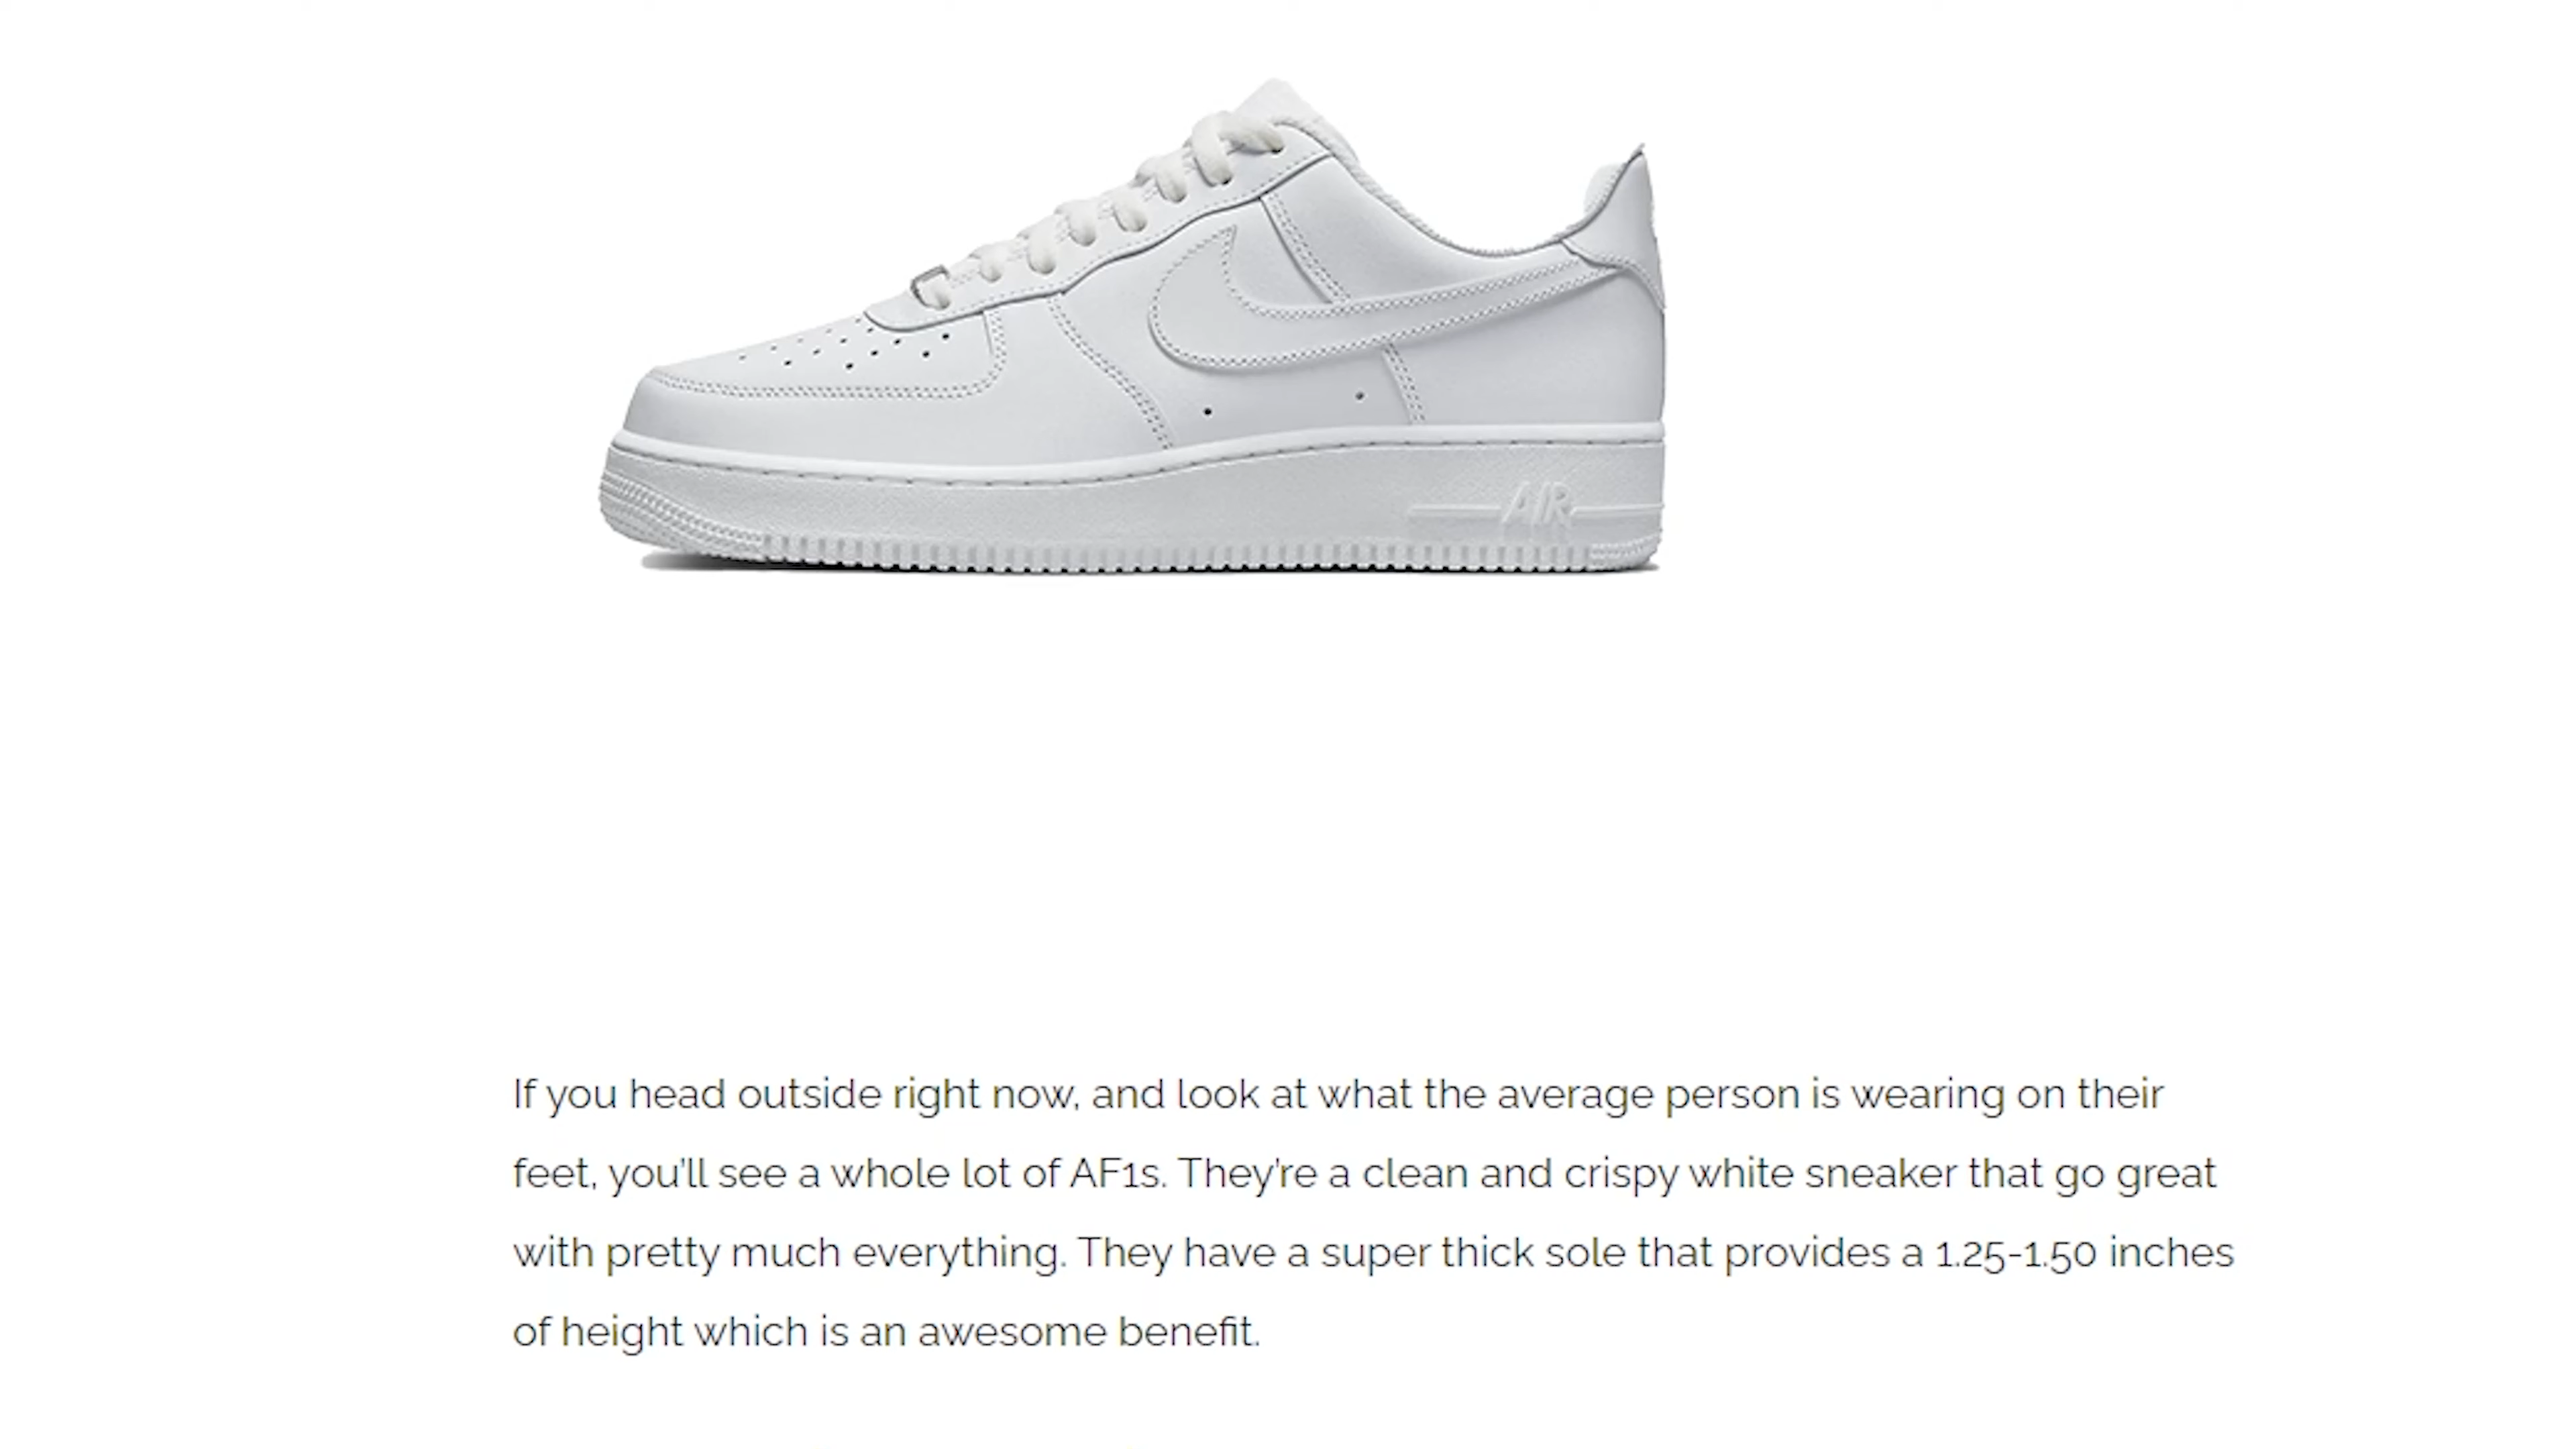 AIR
If you head outside right now, and look at what the average person is wearing on their
feet, you'll see a whole lot of AF1s. They're a clean and crispy white sneaker that go great
with pretty much everything. They have a super thick sole that provides a 1.25-1.50 inches
of height which is an awesome benefit.